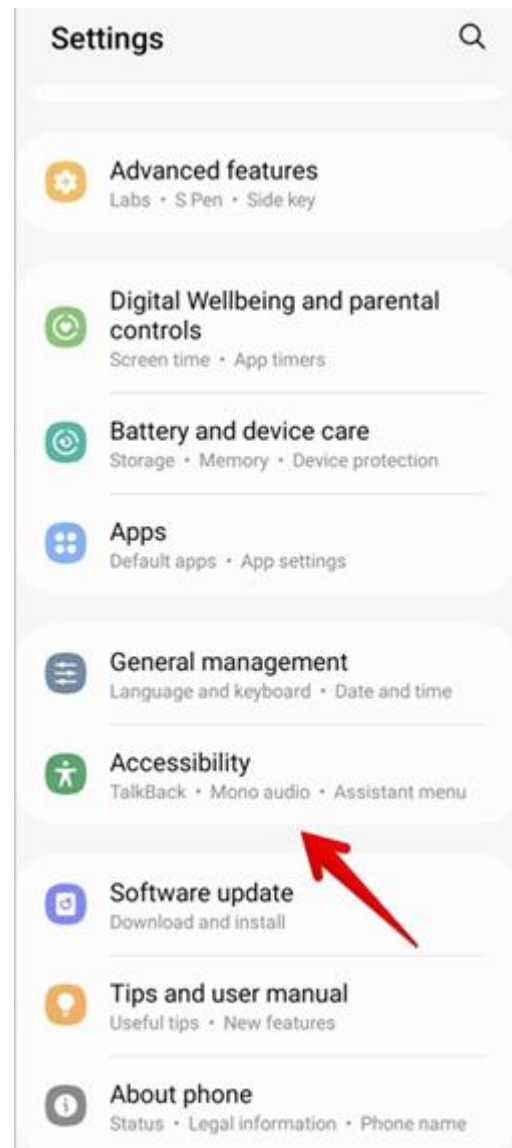 Settings
Advanced features
Labs • S Pen • Side key
Digital Wellbeing and parental
controls
Screen time • App timers
Battery and device care
Storage • Memory • Device protection
Apps
Default apps • App settings
General management
Language and keyboard • Date and time
Accessibility
TalkBack • Mono audio • Assistant menu
Software update
Download and install
Tips and user manual
Useful tips • New features
About phone
Status • Legal information • Phone name